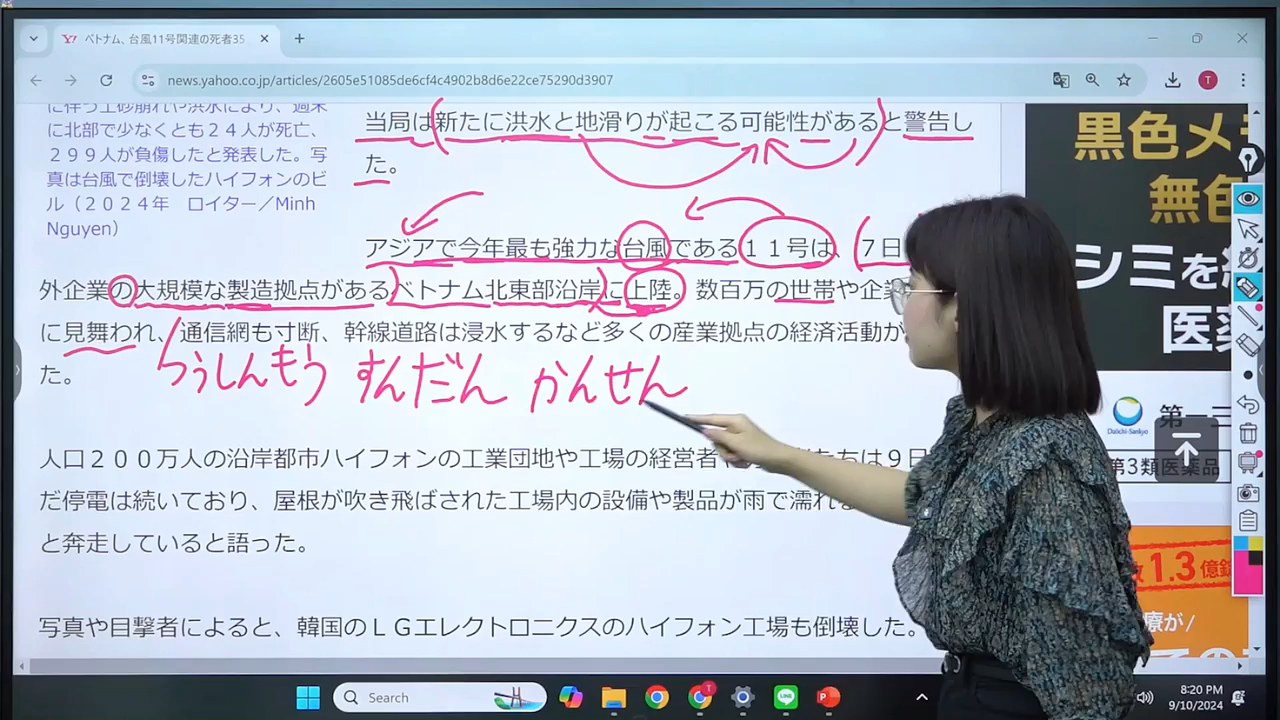 ベトナム、台風11号関連の死者35
news.yahoo.co.jp/articles/2605e51085de6cf4c4902b8d6e22ce75290d3907
T
に伴う土砂崩れや洪水により、週末
に北部で少なくとも２４人が死亡、
２９９人が負傷したと発表した。写
真は台風で倒壊したハイフォンのビ
ル（２０２４年　ロイター／Minh
Nguyen）
当局は新たに洪水と地滑りが起こる可能性があると警告し
た。
アジアで今年最も強力な台風である１１号は、７日
外企業の大規模な製造拠点があるベトナム北東部沿岸に上陸。数百万の世帯や企
に見舞われ、通信網も寸断、幹線道路は浸水するなど多くの産業拠点の経済活動が
た。
つうしんもう すんだん かんせん
人口２００万人の沿岸都市ハイフォンの工業団地や工場の経営者 は９日
だ停電は続いており、屋根が吹き飛ばされた工場内の設備や製品が雨で濡れ
と奔走していると語った。
写真や目撃者によると、韓国のＬＧエレクトロニクスのハイフォン工場も倒壊した。
黒色メ
無色
シミを
医薬
Daiichi-Sankyo
第一三
第3類医薬品
1.3億錠
療が/
Search
8:20 PM
9/10/2024